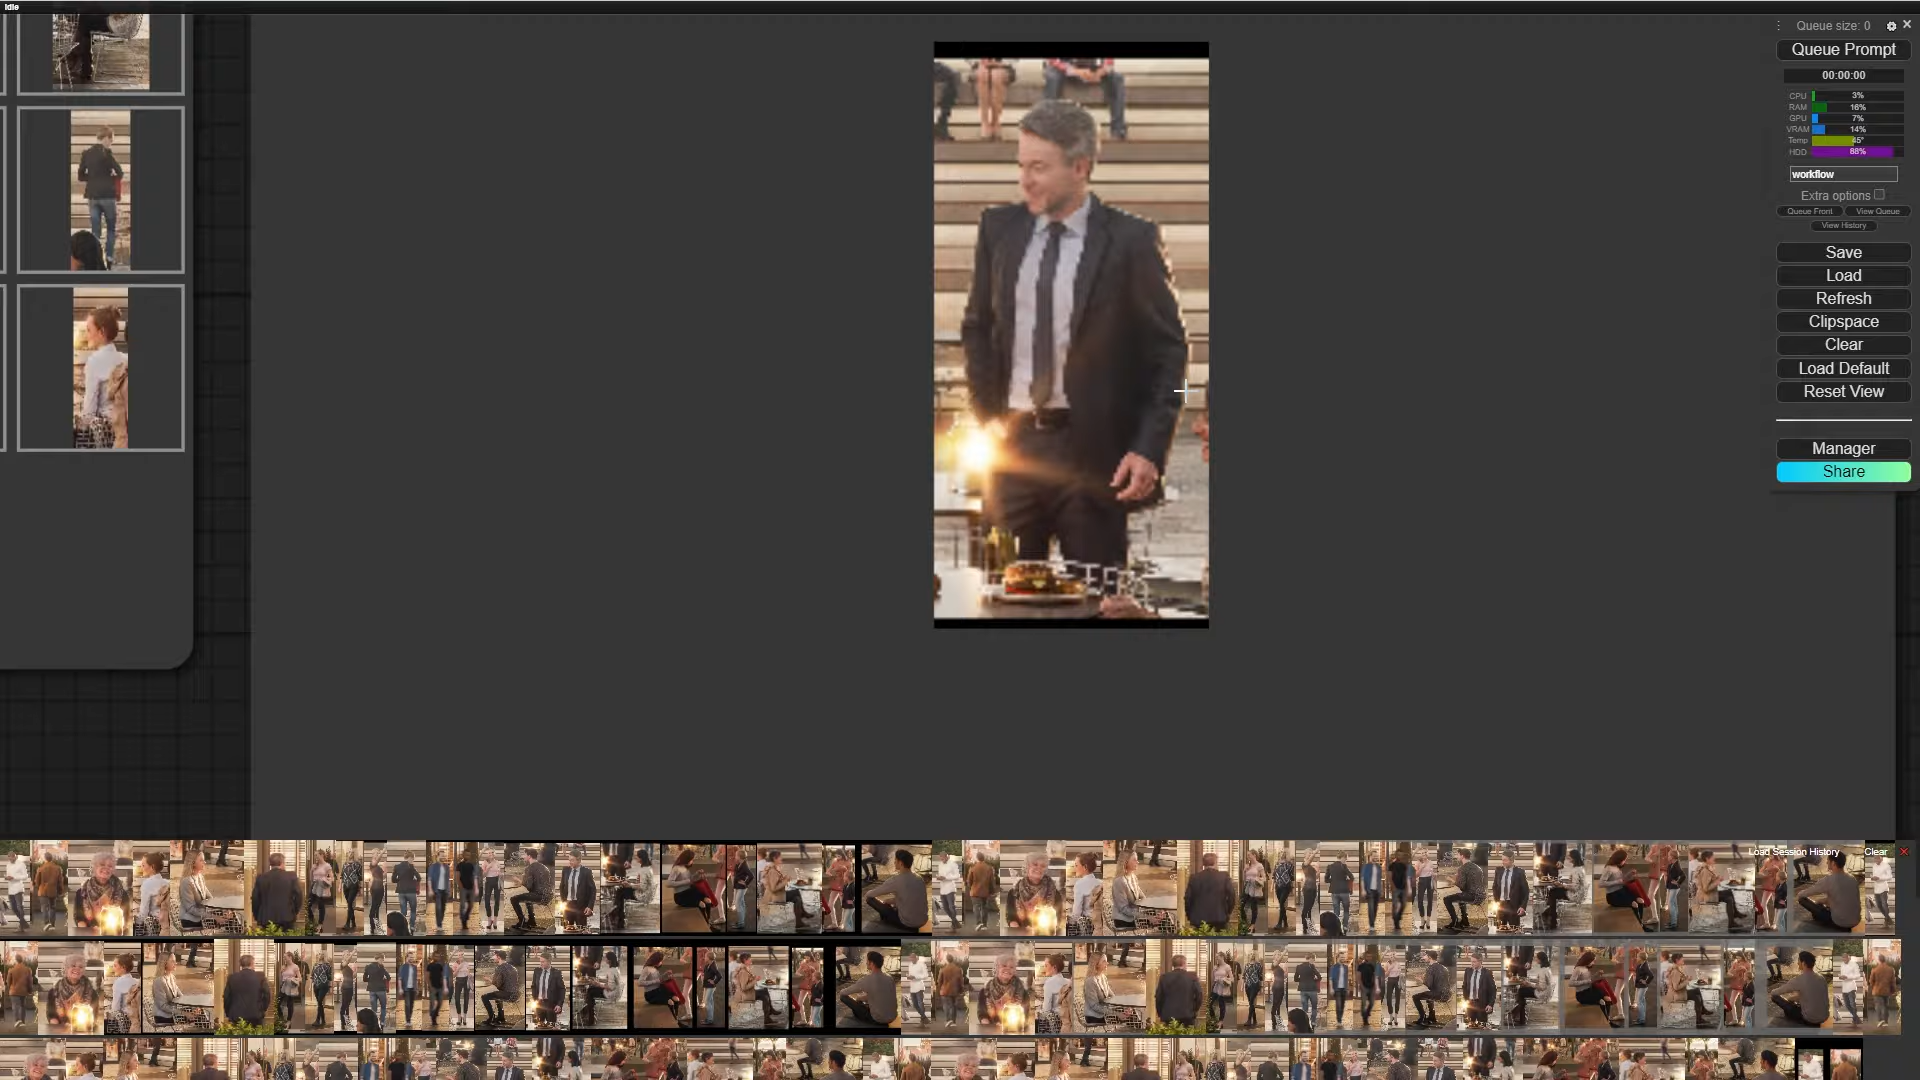 Idle
Queue size: 0
Queue Prompt
00:00:00
CPU 3%
RAM 16%
GPU 7%
VRAM 14%
Temp 45°
HDD 88%
workflow
Extra options
Queue Front View Queue
View History
Save
Load
Refresh
Clipspace
Clear
Load Default
Reset View
Manager
Share
Load Session History Clear